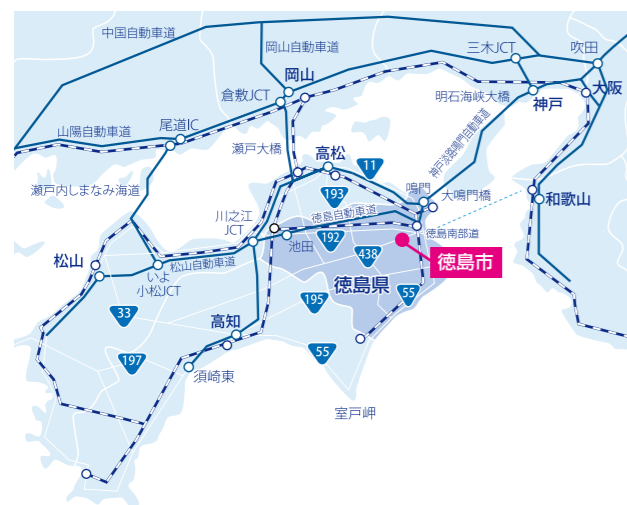 中国自動車道
岡山自動車道
三木JCT
吹田
岡山
倉敷JCT
明石海峡大橋
大阪
神戸
尾道IC
山陽自動車道
瀬戸大橋
神戸淡路鳴門自動車道
高松
11
瀬戸内しまなみ海道
193
鳴門
大鳴門橋
和歌山
川之江
JCT
徳島自動車道
徳島南部道
192
池田
438
徳島市
松山
松山自動車道
いよ
小松JCT
徳島県
195
55
33
高知
197
55
須崎東
室戸岬